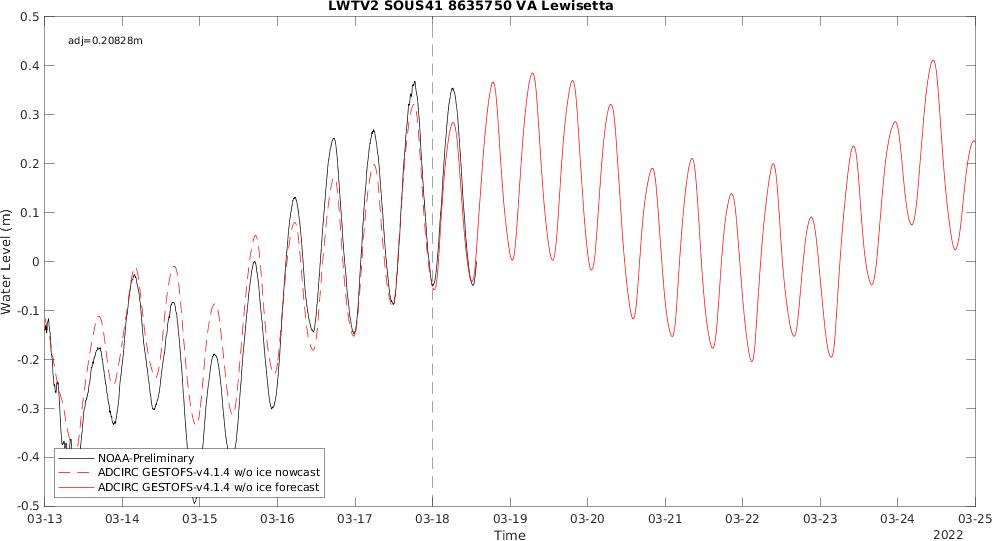 LWTV2 SOUS41 8635750 VA Lewisetta
adj=0.20828m
0.5
0.4
0.3
0.2
0.1
0
-0.1
-0.2
-0.3
-0.4
-0.5
Water Level (m)
NOAA-Preliminary
ADCIRC GESTOFS-v4.1.4 w/o ice nowcast
ADCIRC GESTOFS-v4.1.4 w/o ice forecast
03-13 03-14 03-15 03-16 03-17 03-18 03-19 03-20 03-21 03-22 03-23 03-24 03-25
Time
2022